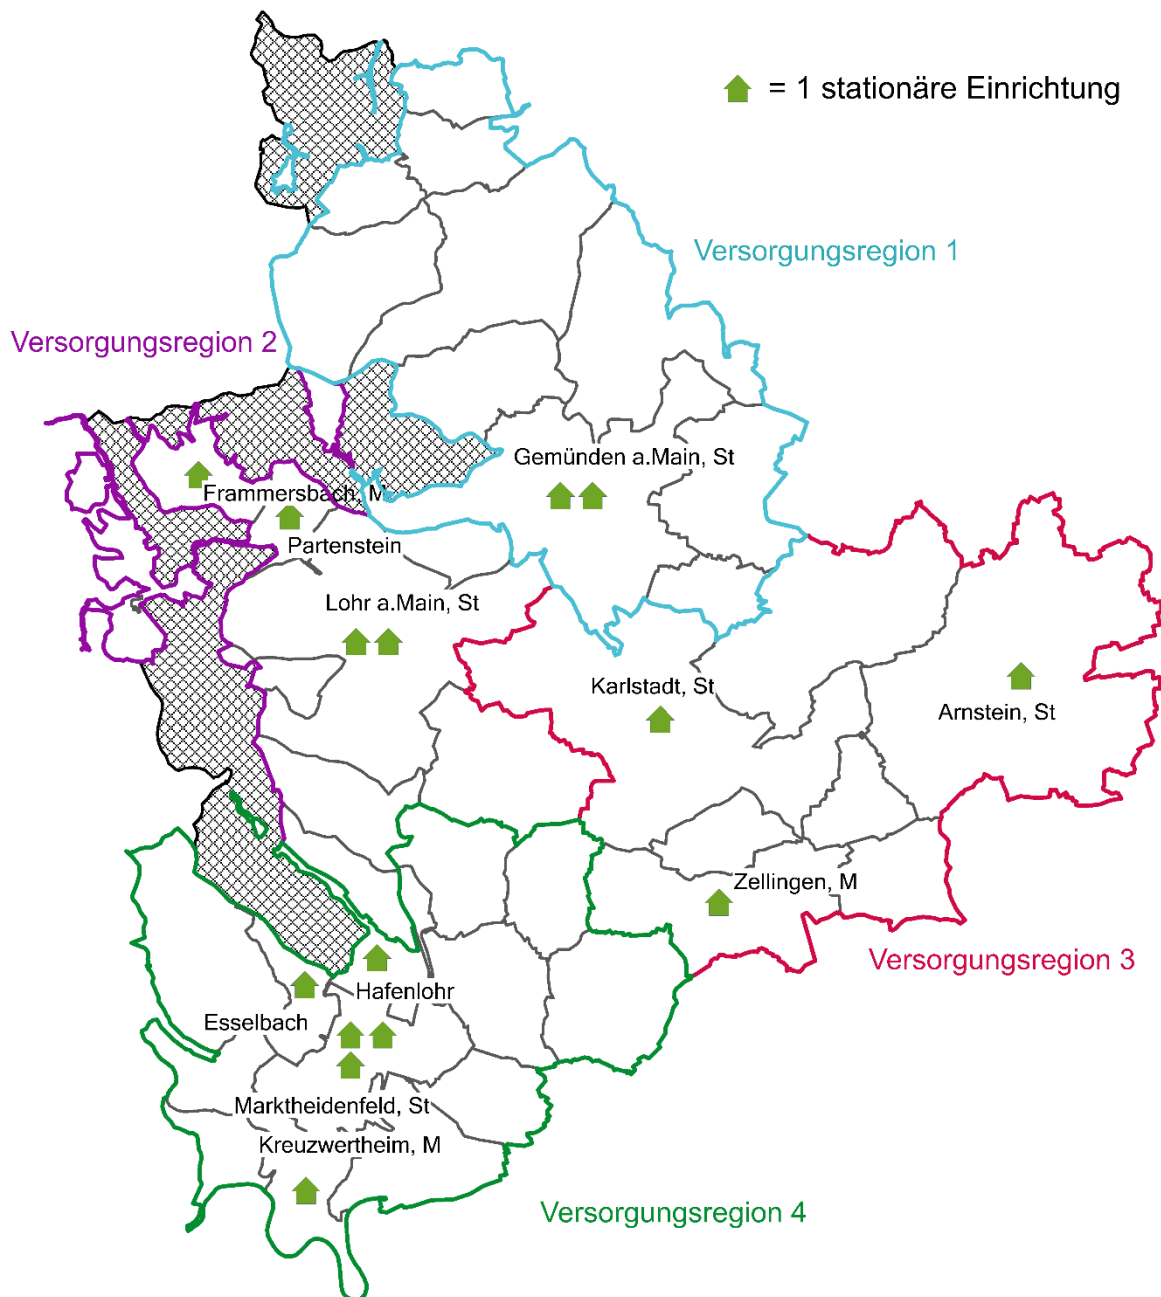 = 1 stationäre Einrichtung
Versorgungsregion 1
Versorgungsregion 2
Gemünden a.Main, St
Frammersbach, M
Partenstein
Lohr a.Main, St
Karlstadt, St
Arnstein, St
Zellingen, M
Versorgungsregion 3
Hafenlohr
Esselbach
Marktheidenfeld, St
Kreuzwertheim, M
Versorgungsregion 4